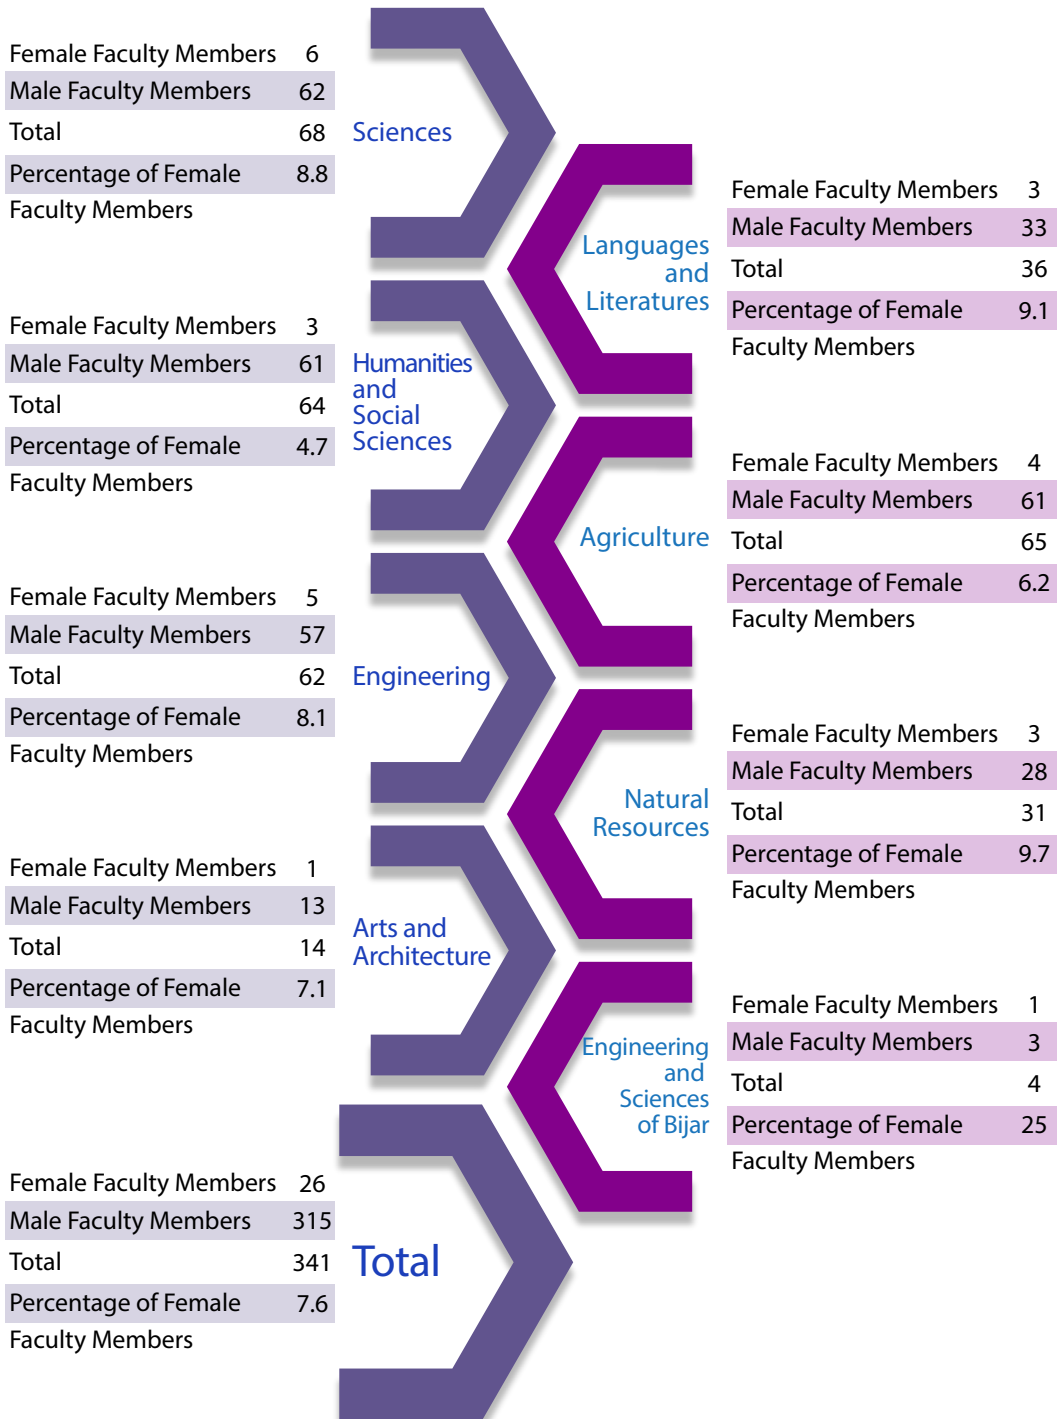 Female Faculty Members 6
Male Faculty Members 62
Total 68
Percentage of Female 8.8
Faculty Members
Sciences
Female Faculty Members 3
Male Faculty Members 33
Total 36
Percentage of Female 9.1
Faculty Members
Languages
and
Literatures
Female Faculty Members 3
Male Faculty Members 61
Total 64
Percentage of Female 4.7
Faculty Members
Humanities
and
Social
Sciences
Female Faculty Members 4
Male Faculty Members 61
Total 65
Percentage of Female 6.2
Faculty Members
Agriculture
Female Faculty Members 5
Male Faculty Members 57
Total 62
Percentage of Female 8.1
Faculty Members
Engineering
Female Faculty Members 3
Male Faculty Members 28
Total 31
Percentage of Female 9.7
Faculty Members
Natural
Resources
Female Faculty Members 1
Male Faculty Members 13
Total 14
Percentage of Female 7.1
Faculty Members
Arts and
Architecture
Female Faculty Members 1
Male Faculty Members 3
Total 4
Percentage of Female 25
Faculty Members
Engineering
and
Sciences
of Bijar
Female Faculty Members 26
Male Faculty Members 315
Total 341
Percentage of Female 7.6
Faculty Members
Total